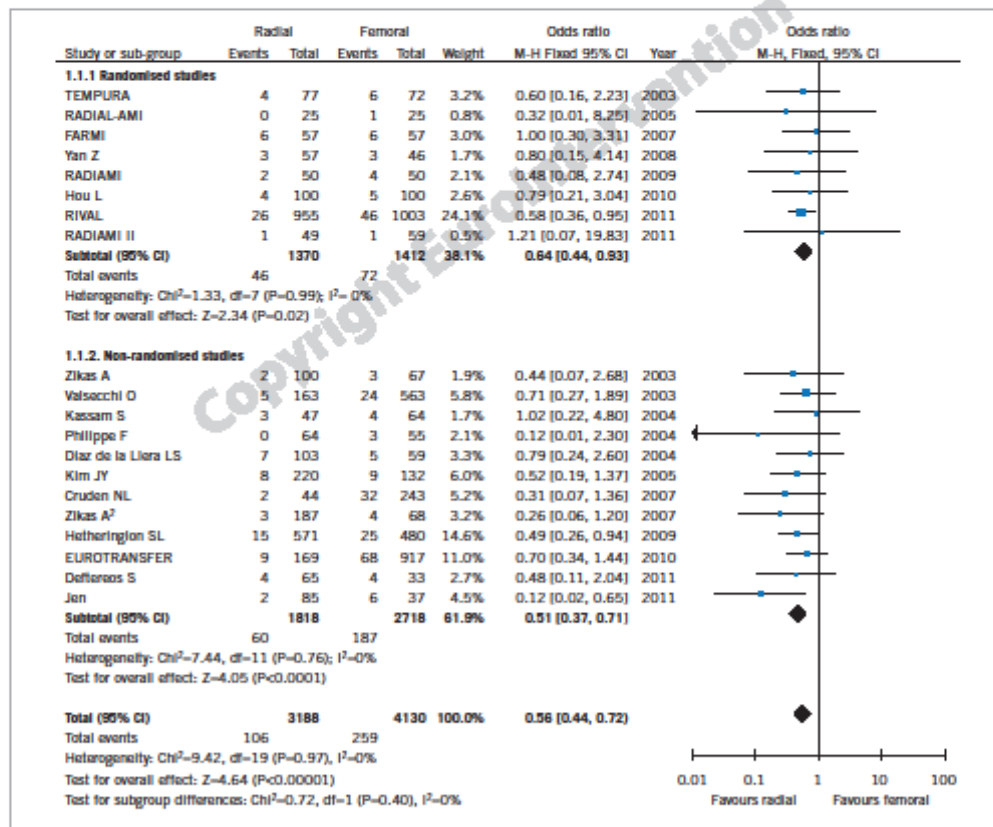 Radial Femoral Odds ratio Odds ratio
Study or sub-group Events Total Events Total Weight M-H Fixed 95% CI Year M-H, Fixed, 95% CI
1.1.1 Randomised studies
TEMPURA 4 77 6 72 3.2% 0.60 [0.16, 2.23] 2003
RADIAL-AMI 0 25 1 25 0.8% 0.32 [0.01, 8.25] 2005
FARMI 6 57 6 57 3.0% 1.00 [0.30, 3.31] 2007
Yan Z 3 57 3 46 1.7% 0.80 [0.15, 4.14] 2008
RADIAMI 2 50 4 50 2.1% 0.48 [0.08, 2.74] 2009
Hou L 4 100 5 100 2.6% 0.79 [0.21, 3.04] 2010
RIVAL 26 955 46 1003 24.1% 0.58 [0.36, 0.95] 2011
RADIAMI II 1 49 1 59 0.5% 1.21 [0.07, 19.83] 2011
Subtotal (95% CI) 1370 1412 38.1% 0.64 [0.44, 0.93]
Total events 46 72
Heterogeneity: Chi²=1.33, df=7 (P=0.99); I²= 0%
Test for overall effect: Z=2.34 (P=0.02)
1.1.2. Non-randomised studies
Zikas A 2 100 3 67 1.9% 0.44 [0.07, 2.68] 2003
Valsecchi O 5 163 24 563 5.8% 0.71 [0.27, 1.89] 2003
Kassam S 3 47 4 64 1.7% 1.02 [0.22, 4.80] 2004
Philippe F 0 64 3 55 2.1% 0.12 [0.01, 2.30] 2004
Diaz de la Llera LS 7 103 5 59 3.4% 0.79 [0.24, 2.60] 2004
Kim JY 8 220 9 132 6.0% 0.52 [0.19, 1.37] 2005
Cruden NL 2 44 32 243 5.2% 0.31 [0.07, 1.36] 2007
Zikas A² 3 187 4 68 3.2% 0.26 [0.06, 1.20] 2007
Hetherington SL 15 571 25 480 14.6% 0.49 [0.26, 0.94] 2009
EUROTRANSFER 9 169 68 917 11.0% 0.70 [0.34, 1.44] 2010
Deftereos S 4 65 4 33 2.7% 0.48 [0.11, 2.04] 2011
Jen 2 85 6 37 4.5% 0.12 [0.02, 0.65] 2011
Subtotal (95% CI) 1818 2718 61.9% 0.51 [0.37, 0.71]
Total events 60 187
Heterogeneity: Chi²=7.44, df=11 (P=0.76); I²=0%
Test for overall effect: Z=4.05 (P<0.0001)
Total (95% CI) 3188 4130 100.0% 0.56 [0.44, 0.72]
Total events 106 259
Heterogeneity: Chi²=9.42, df=19 (P=0.97), I²=0%
Test for overall effect: Z=4.64 (P<0.00001)
Test for subgroup differences: Chi²=0.72, df=1 (P=0.40), I²=0%
0.01 0.1 1 10 100
Favours radial Favours femoral
Copyright EuroIntervention